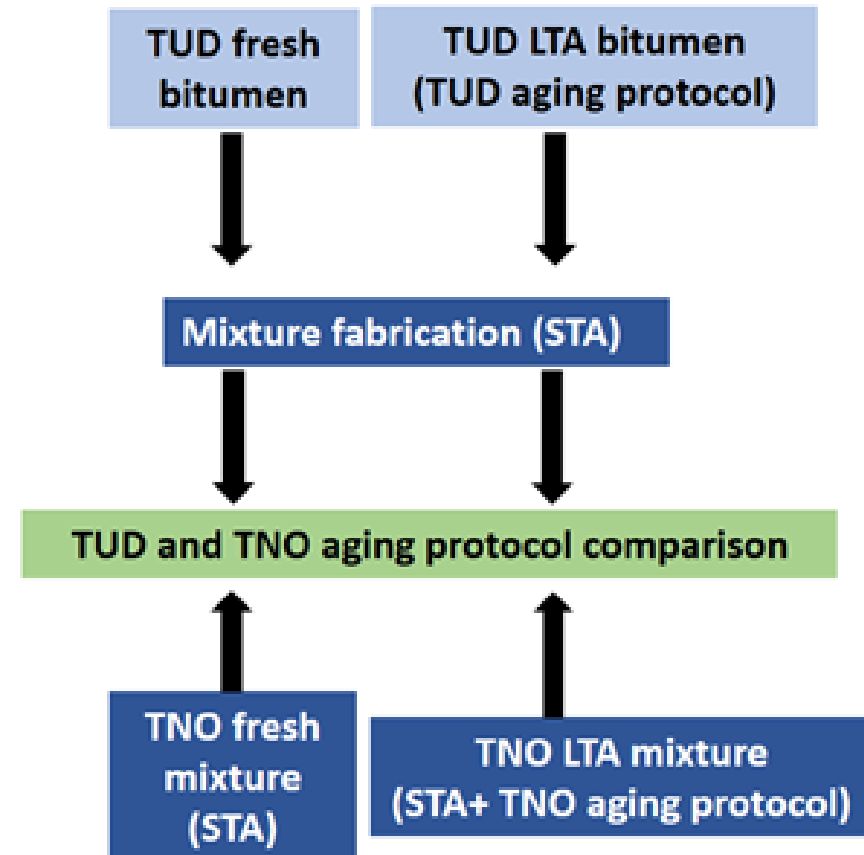 TUD fresh
bitumen
TUD LTA bitumen
(TUD aging protocol)
Mixture fabrication (STA)
TUD and TNO aging protocol comparison
TNO fresh
mixture
(STA)
TNO LTA mixture
(STA+ TNO aging protocol)